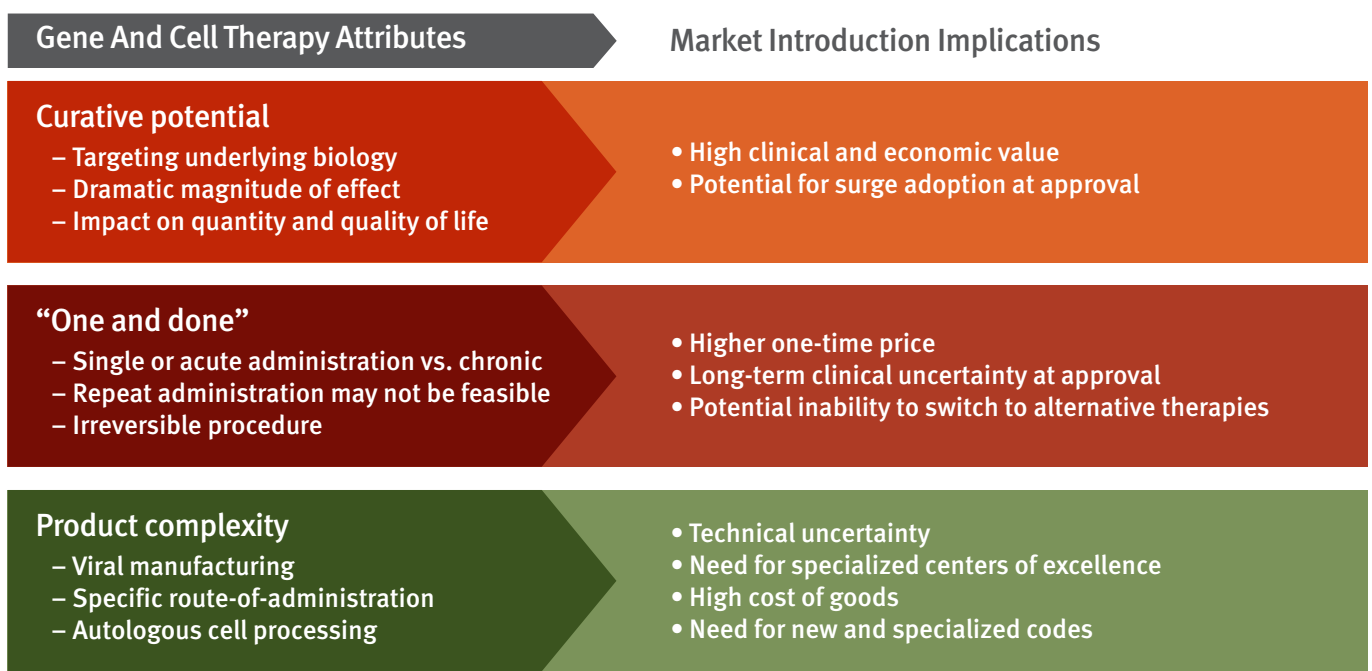 Gene And Cell Therapy Attributes
Market Introduction Implications
Curative potential
– Targeting underlying biology
– Dramatic magnitude of effect
– Impact on quantity and quality of life
• High clinical and economic value
• Potential for surge adoption at approval
“One and done”
– Single or acute administration vs. chronic
– Repeat administration may not be feasible
– Irreversible procedure
• Higher one-time price
• Long-term clinical uncertainty at approval
• Potential inability to switch to alternative therapies
Product complexity
– Viral manufacturing
– Specific route-of-administration
– Autologous cell processing
• Technical uncertainty
• Need for specialized centers of excellence
• High cost of goods
• Need for new and specialized codes